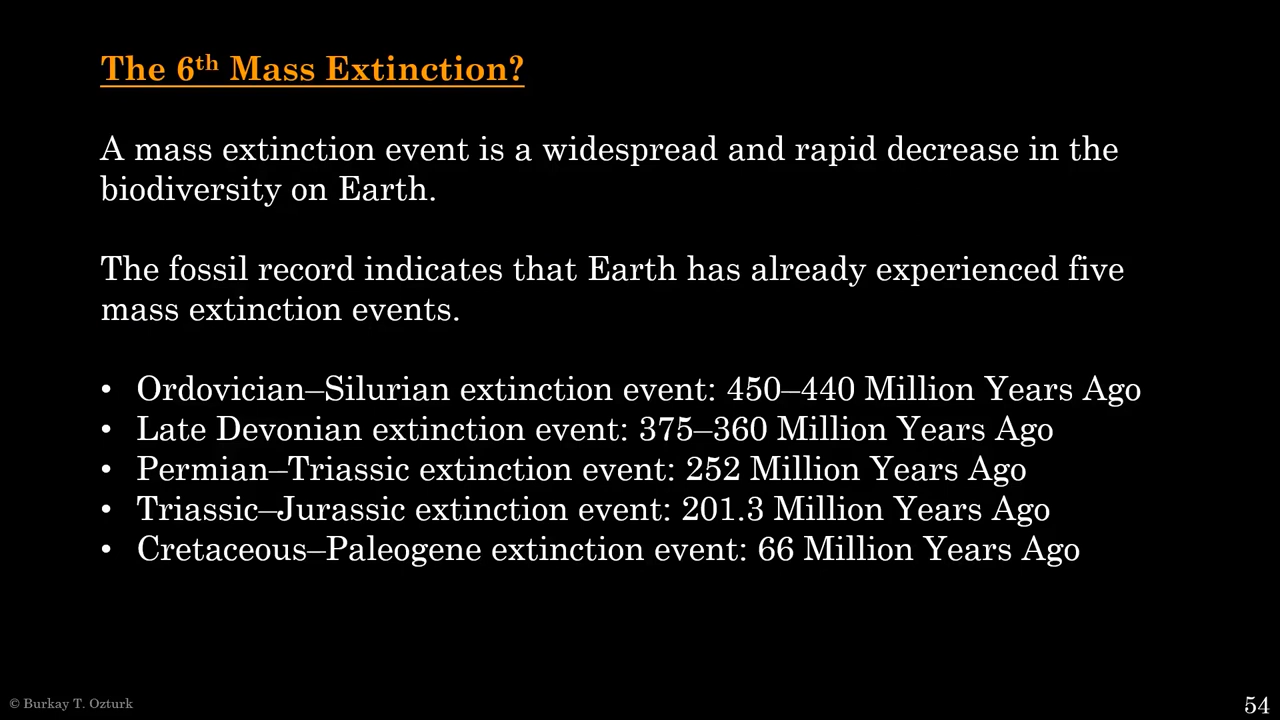 The 6th Mass Extinction?
A mass extinction event is a widespread and rapid decrease in the
biodiversity on Earth.
The fossil record indicates that Earth has already experienced five
mass extinction events.
• Ordovician–Silurian extinction event: 450–440 Million Years Ago
• Late Devonian extinction event: 375–360 Million Years Ago
• Permian–Triassic extinction event: 252 Million Years Ago
• Triassic–Jurassic extinction event: 201.3 Million Years Ago
• Cretaceous–Paleogene extinction event: 66 Million Years Ago
© Burkay T. Ozturk
54